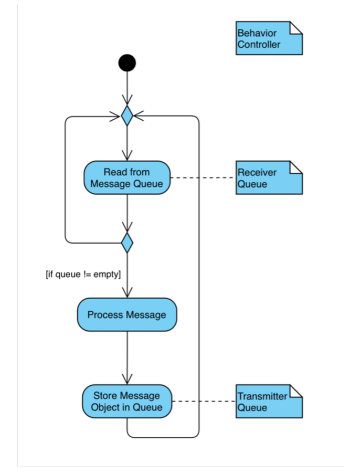 Behavior
Controller
Read from
Message Queue
Receiver
Queue
[if queue != empty]
Process Message
Store Message
Object in Queue
Transmitter
Queue